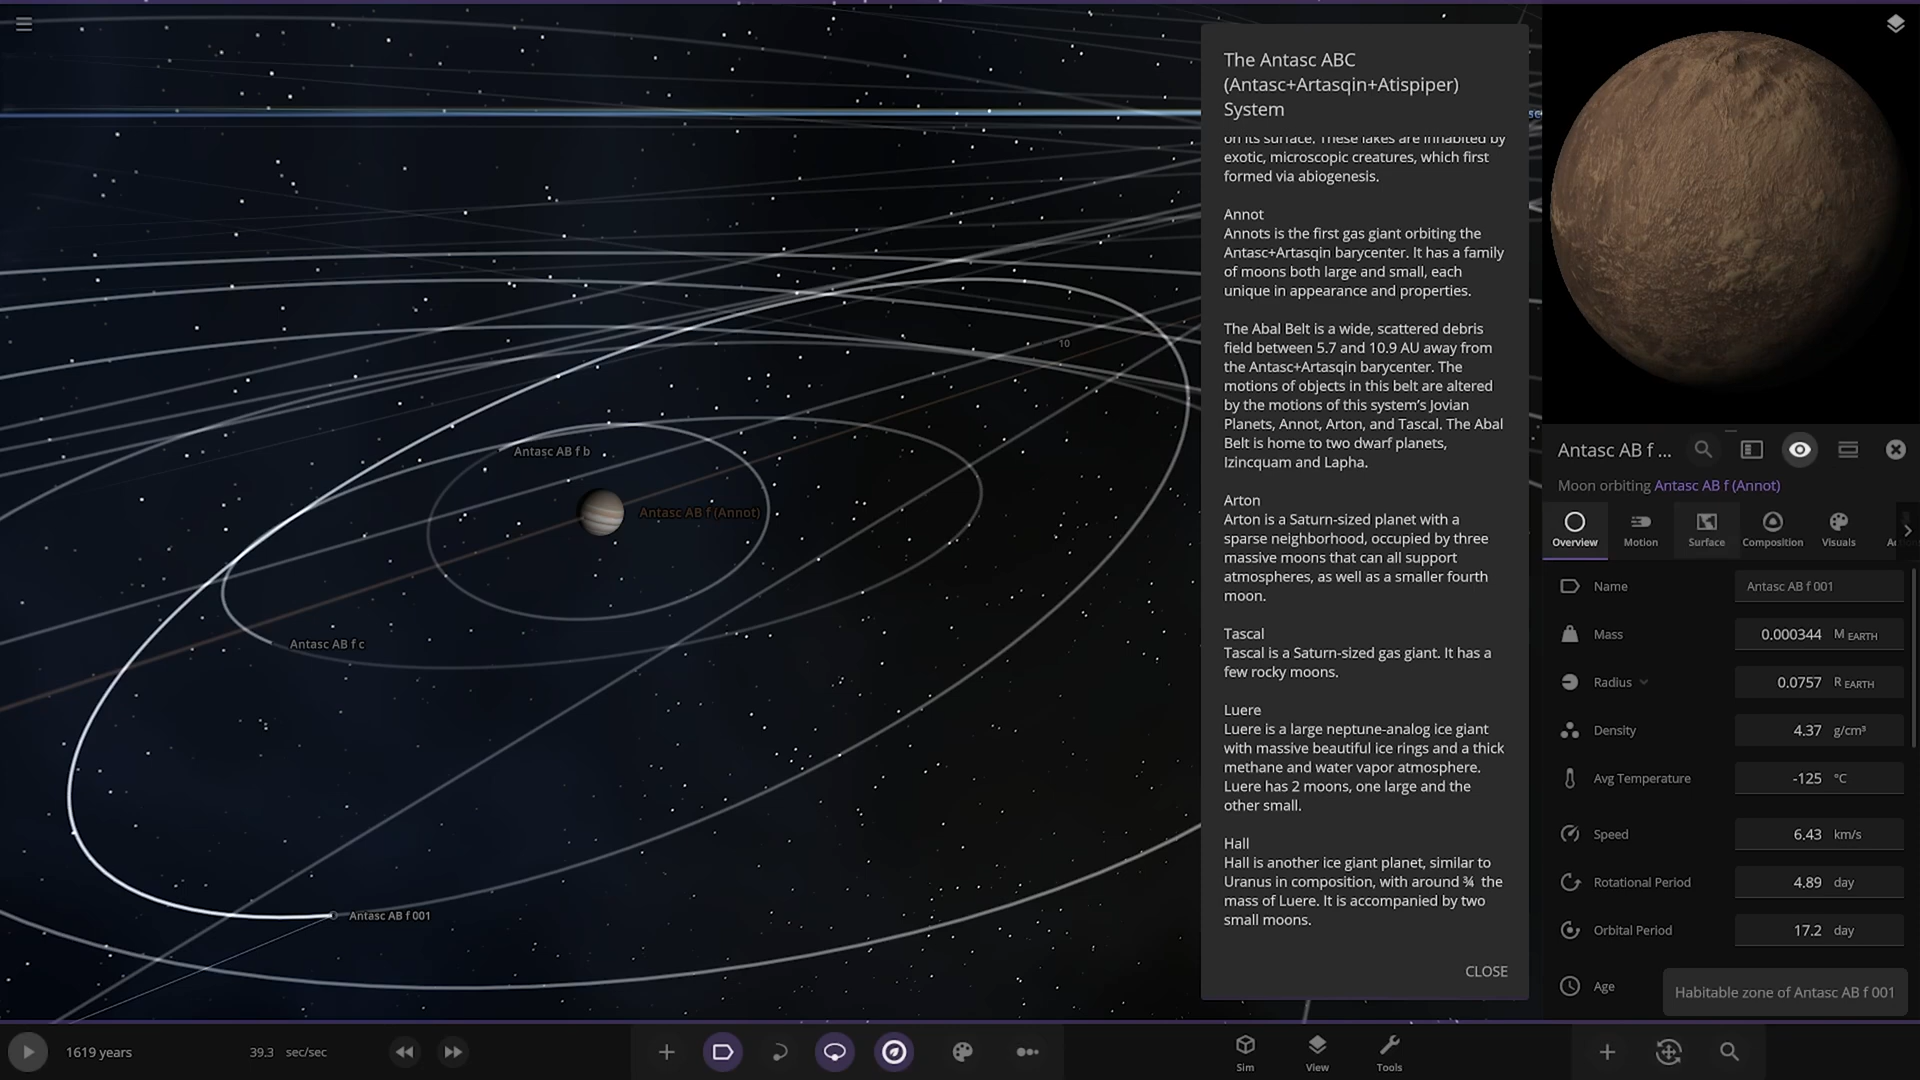 The Antasc ABC
(Antasc+Artasqin+Atispiper)
System
on its surface. These lakes are inhabited by
exotic, microscopic creatures, which first
formed via abiogenesis.
Annot
Annots is the first gas giant orbiting the
Antasc+Artasqin barycenter. It has a family
of moons both large and small, each
unique in appearance and properties.
The Abal Belt is a wide, scattered debris
field between 5.7 and 10.9 AU away from
the Antasc+Artasqin barycenter. The
motions of objects in this belt are altered
by the motions of this system’s Jovian
Planets, Annot, Arton, and Tascal. The Abal
Belt is home to two dwarf planets,
Izincquam and Lapha.
Arton
Arton is a Saturn-sized planet with a
sparse neighborhood, occupied by three
massive moons that can all support
atmospheres, as well as a smaller fourth
moon.
Tascal
Tascal is a Saturn-sized gas giant. It has a
few rocky moons.
Luere
Luere is a large neptune-analog ice giant
with massive beautiful ice rings and a thick
methane and water vapor atmosphere.
Luere has 2 moons, one large and the
other small.
Hall
Hall is another ice giant planet, similar to
Uranus in composition, with around ¾ the
mass of Luere. It is accompanied by two
small moons.
CLOSE
10
Antasc AB f b
Antasc AB f (Annot)
Antasc AB f c
Antasc AB f 001
Antasc AB f ...
Moon orbiting Antasc AB f (Annot)
Overview
Motion
Surface
Composition
Visuals
Name Antasc AB f 001
Mass 0.000344 M EARTH
Radius 0.0757 R EARTH
Density 4.37 g/cm³
Avg Temperature -125 °C
Speed 6.43 km/s
Rotational Period 4.89 day
Orbital Period 17.2 day
Age
Habitable zone of Antasc AB f 001
1619 years
39.3 sec/sec
Sim
View
Tools